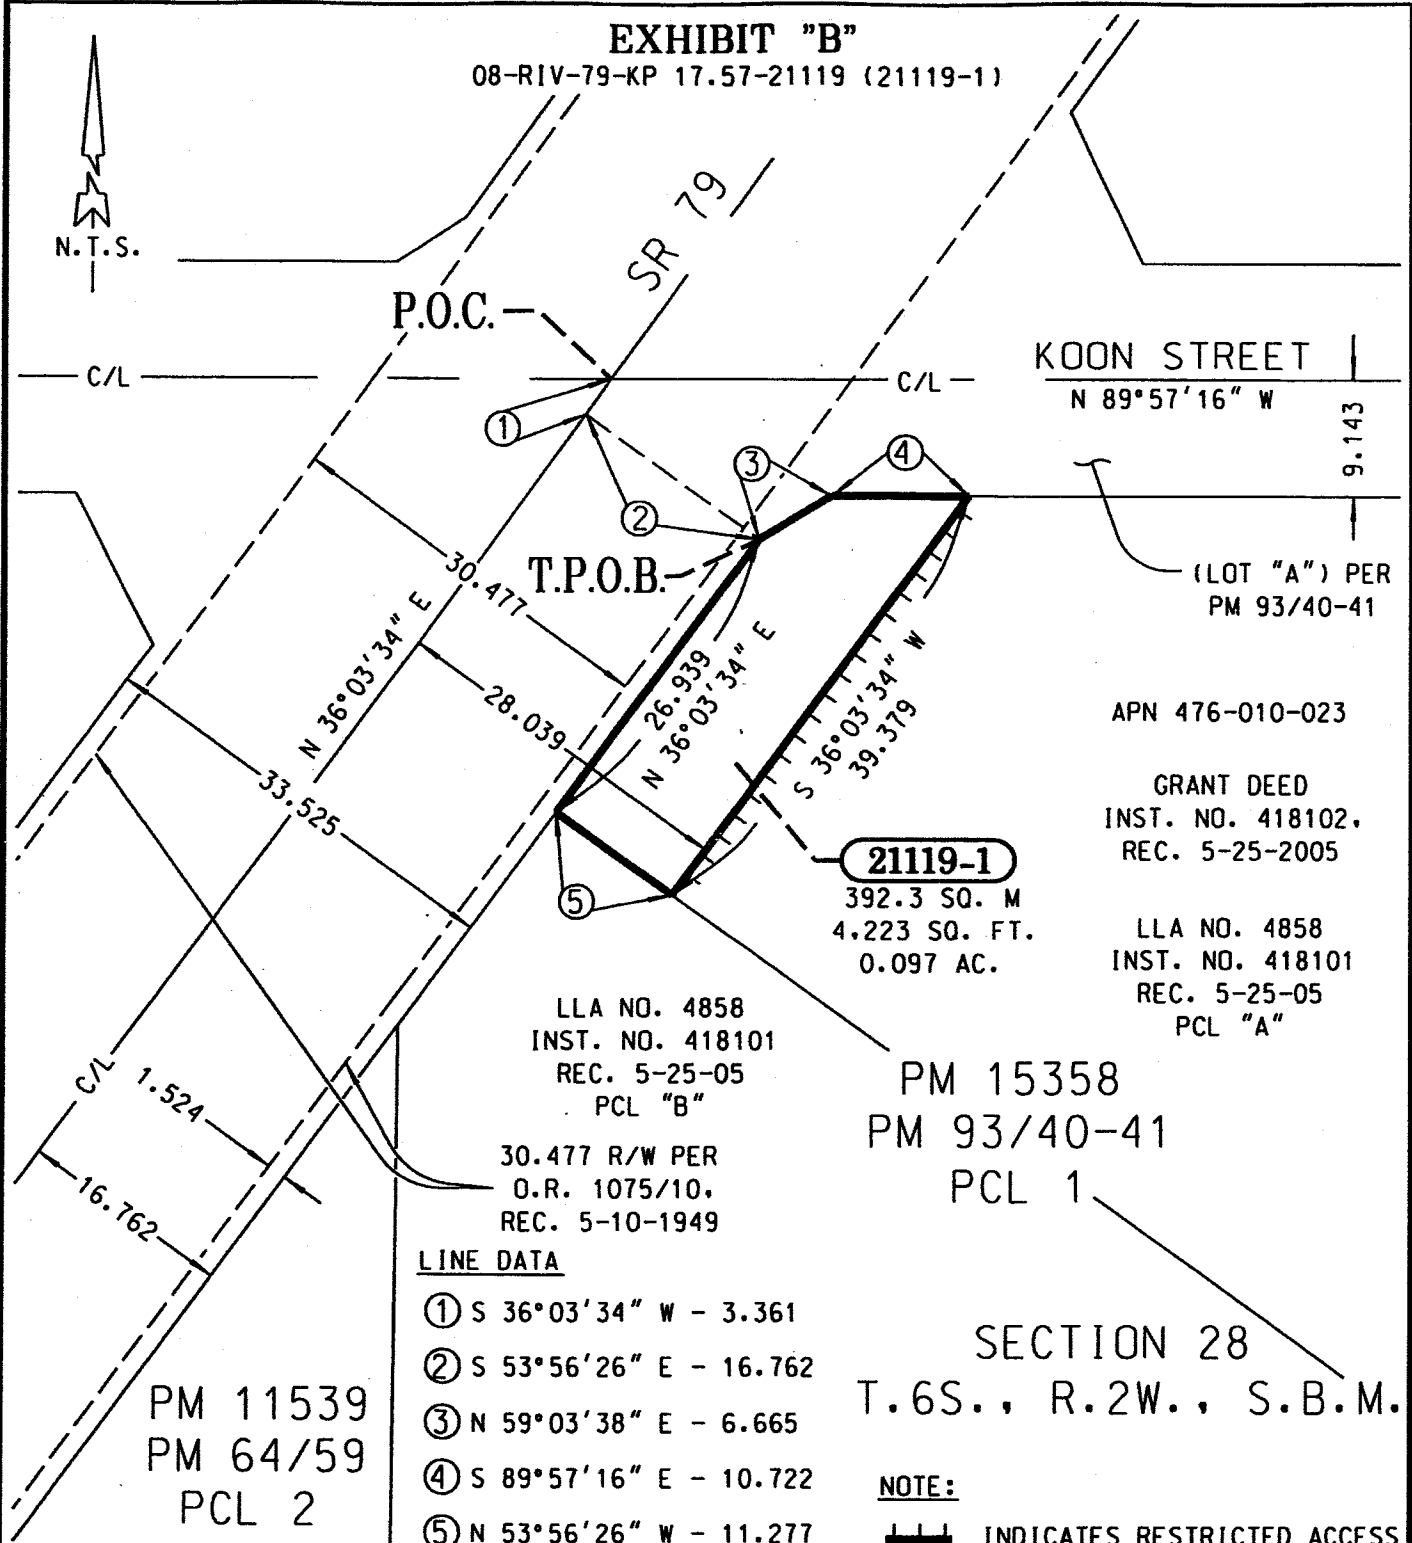 EXHIBIT "B"
08-RIV-79-KP 17.57-21119 (21119-1)
N.T.S.
SR 79
P.O.C.
C/L
C/L
KOON STREET
N 89°57'16" W
9.143
1
2
3
4
T.P.O.B.
30.477
(LOT "A") PER
PM 93/40-41
N 36°03'34" E
28.039
26.939
N 36°03'34" E
S 36°03'34" W
39.379
33.525
APN 476-010-023
GRANT DEED
INST. NO. 418102,
REC. 5-25-2005
21119-1
392.3 SQ. M
4,223 SQ. FT.
0.097 AC.
5
LLA NO. 4858
INST. NO. 418101
REC. 5-25-05
PCL "A"
LLA NO. 4858
INST. NO. 418101
REC. 5-25-05
PCL "B"
C/L
1.524
16.762
PM 15358
PM 93/40-41
PCL 1
30.477 R/W PER
O.R. 1075/10,
REC. 5-10-1949
LINE DATA
1 S 36°03'34" W - 3.361
2 S 53°56'26" E - 16.762
3 N 59°03'38" E - 6.665
4 S 89°57'16" E - 10.722
5 N 53°56'26" W - 11.277
PM 11539
PM 64/59
PCL 2
SECTION 28
T.6S., R.2W., S.B.M.
NOTE:
INDICATES RESTRICTED ACCESS